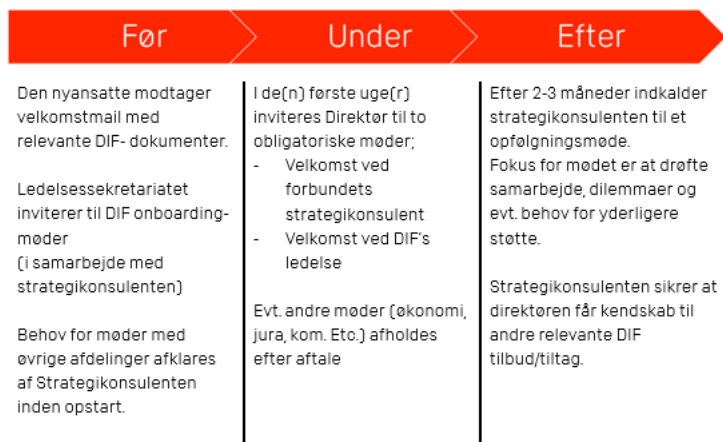 Før
Den nyansatte modtager
velkomstmail med
relevante DIF- dokumenter.
Ledelsessekretariatet
inviterer til DIF onboarding-
møder
(i samarbejde med
strategikonsulenten)
Behov for møder med
øvrige afdelinger afklares
af Strategikonsulenten
inden opstart.
Under
I de(n) første uge(r)
inviteres Direktør til to
obligatoriske møder;
- Velkomst ved
forbundets
strategikonsulent
- Velkomst ved DIF's
ledelse
Evt. andre møder (økonomi,
jura, kom. Etc.) afholdes
efter aftale
Efter
Efter 2-3 måneder indkalder
strategikonsulenten til et
opfølgningsmøde.
Fokus for mødet er at drøfte
samarbejde, dilemmaer og
evt. behov for yderligere
støtte.
Strategikonsulenten sikrer at
direktøren får kendskab til
andre relevante DIF
tilbud/tiltag.